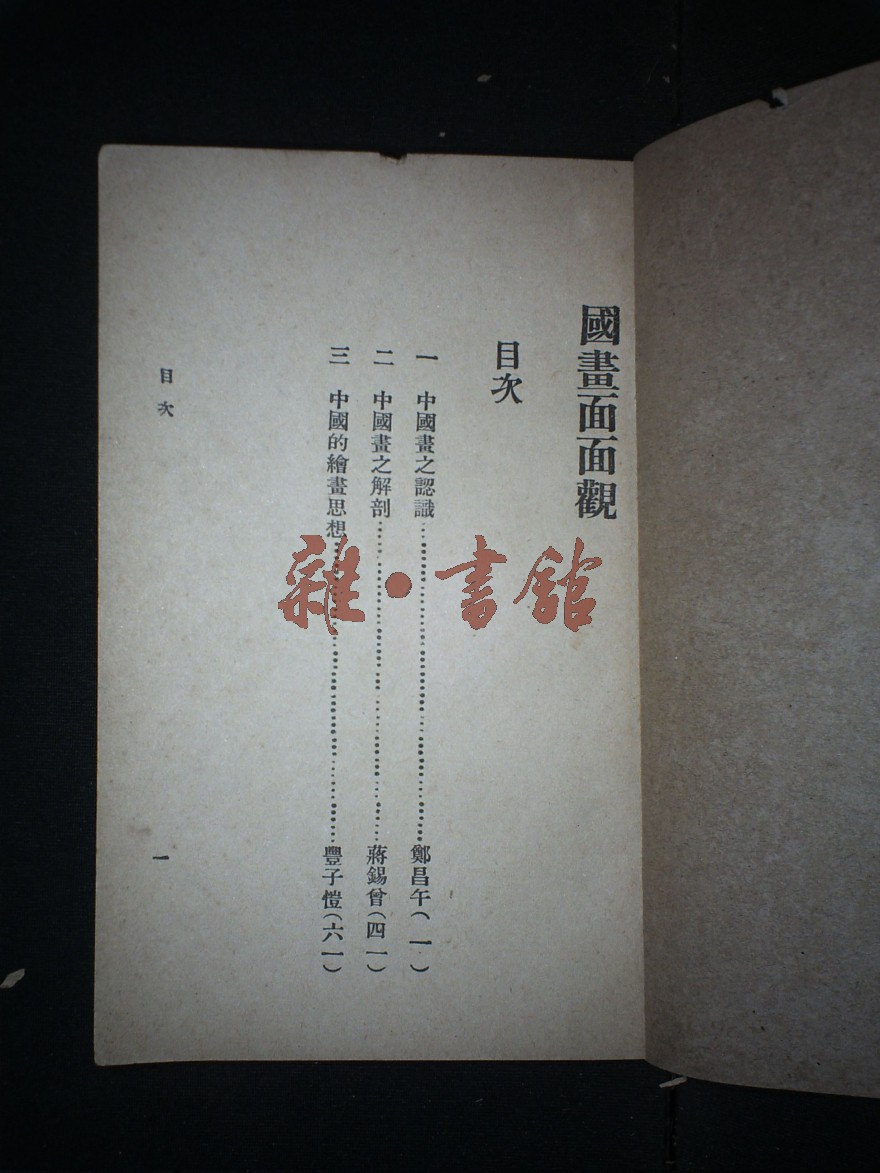 國畫面面觀
目次
一 中國畫之認識……鄭昌午(一)
二 中國畫之解剖……蔣錫曾(四一)
三 中國的繪畫思想……豐子愷(六一)
目次
一
雜·書館